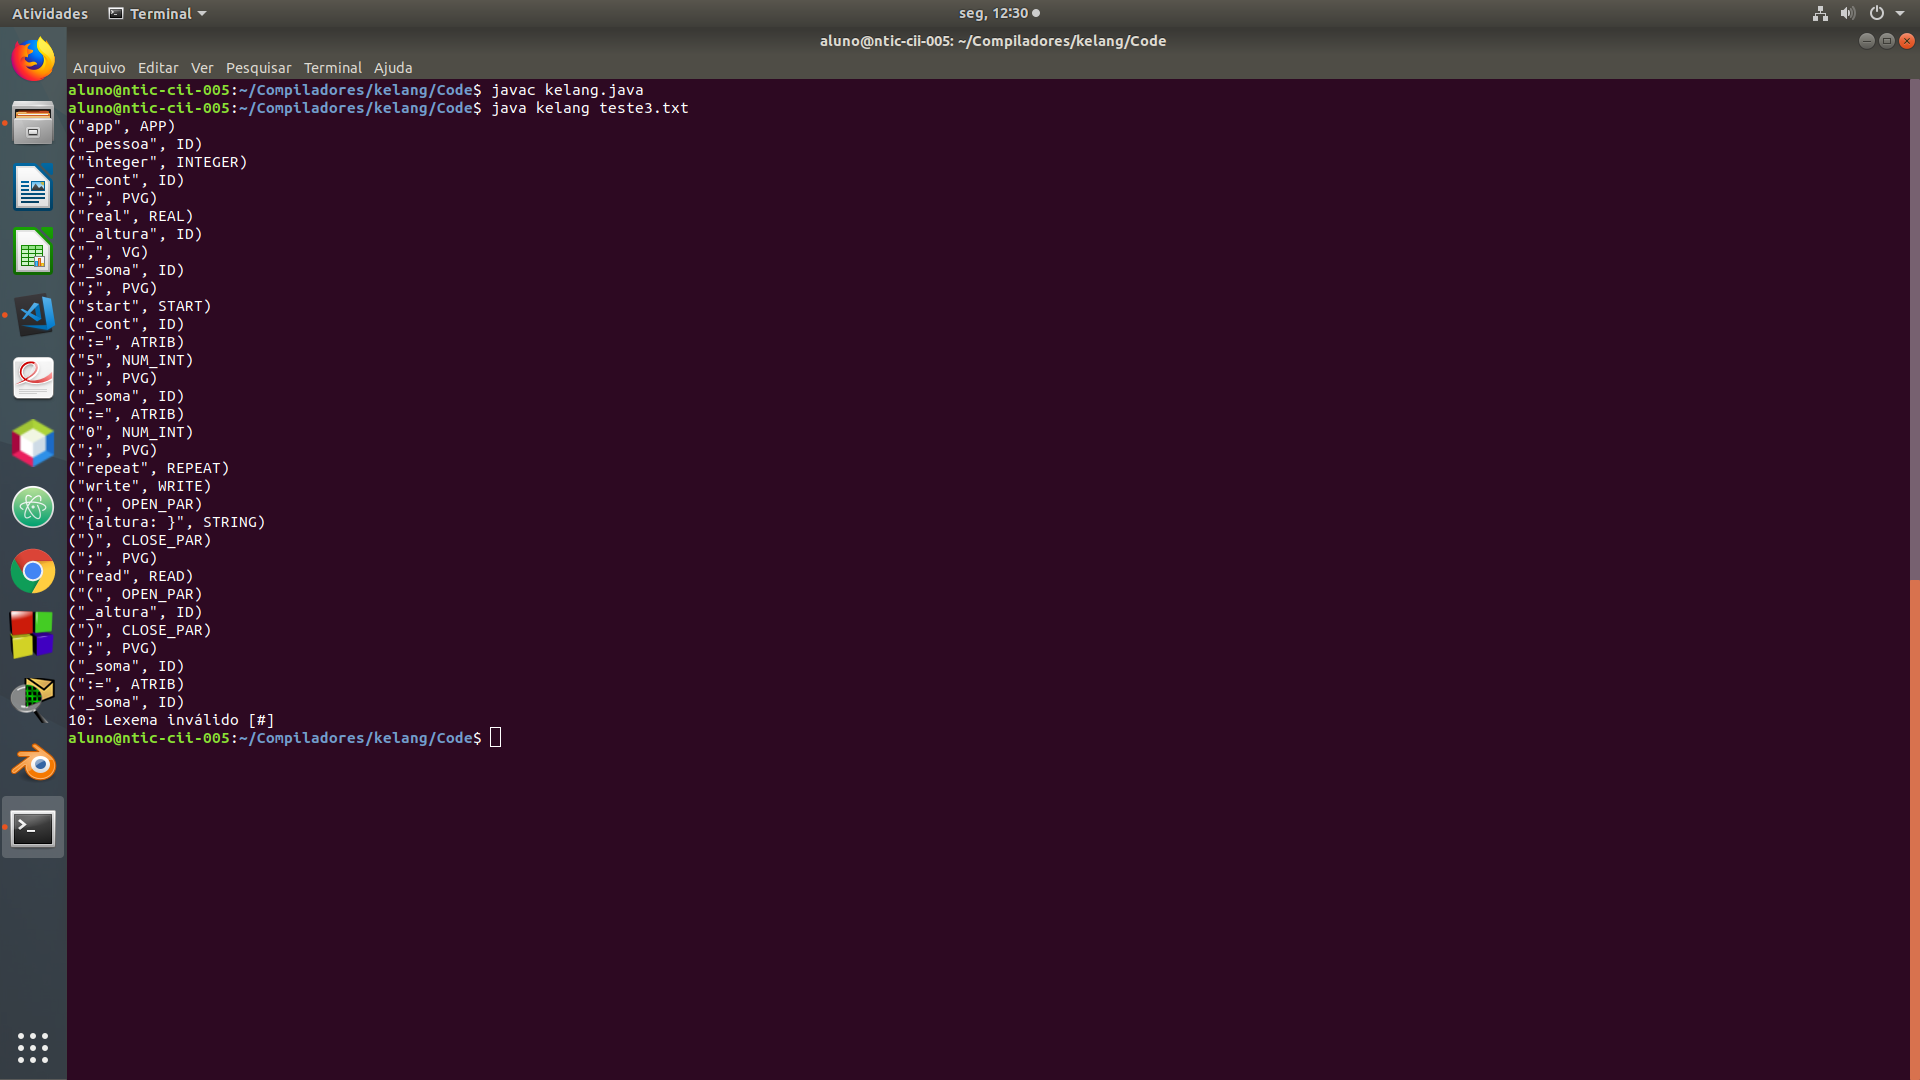 Atividades Terminal seg, 12:30
aluno@ntic-cii-005: ~/Compiladores/kelang/Code
Arquivo Editar Ver Pesquisar Terminal Ajuda
aluno@ntic-cii-005:~/Compiladores/kelang/Code$ javac kelang.java
aluno@ntic-cii-005:~/Compiladores/kelang/Code$ java kelang teste3.txt
("app", APP)
("_pessoa", ID)
("integer", INTEGER)
("_cont", ID)
(";", PVG)
("real", REAL)
("_altura", ID)
(",", VG)
("_soma", ID)
(";", PVG)
("start", START)
("_cont", ID)
(":=", ATRIB)
("5", NUM_INT)
(";", PVG)
("_soma", ID)
(":=", ATRIB)
("0", NUM_INT)
(";", PVG)
("repeat", REPEAT)
("write", WRITE)
("(", OPEN_PAR)
("{altura: }", STRING)
(")", CLOSE_PAR)
(";", PVG)
("read", READ)
("(", OPEN_PAR)
("_altura", ID)
(")", CLOSE_PAR)
(";", PVG)
("_soma", ID)
(":=", ATRIB)
("_soma", ID)
10: Lexema inválido [#]
aluno@ntic-cii-005:~/Compiladores/kelang/Code$